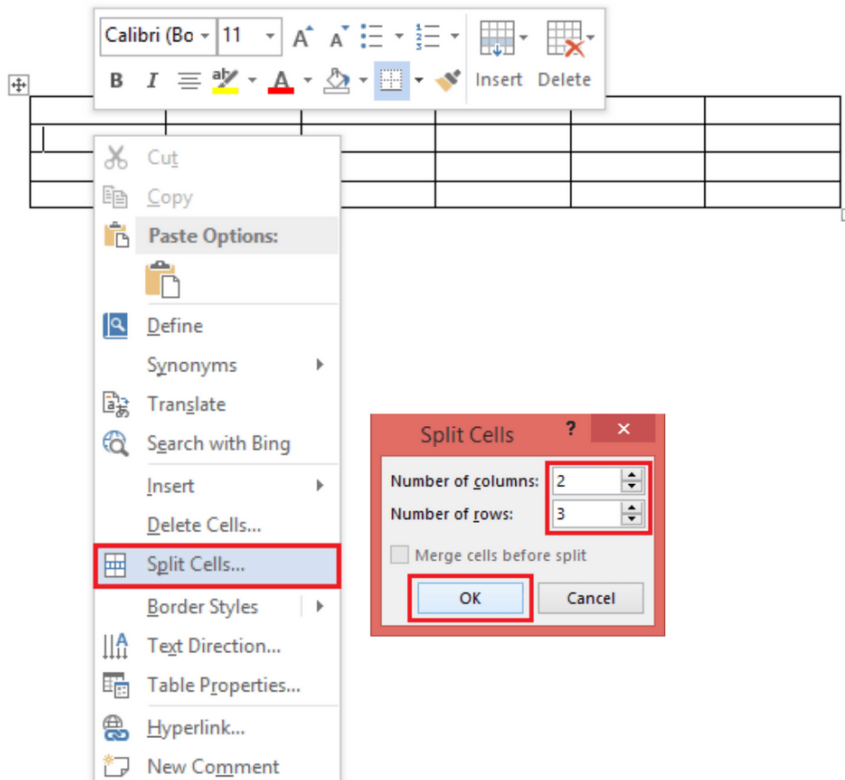 Calibri (Bo 11 A A
B I A Insert Delete
Cut
Copy
Paste Options:
Define
Synonyms
Translate
Search with Bing
Insert
Delete Cells...
Split Cells...
Border Styles
Text Direction...
Table Properties...
Hyperlink...
New Comment
Split Cells ?
Number of columns: 2
Number of rows: 3
Merge cells before split
OK Cancel